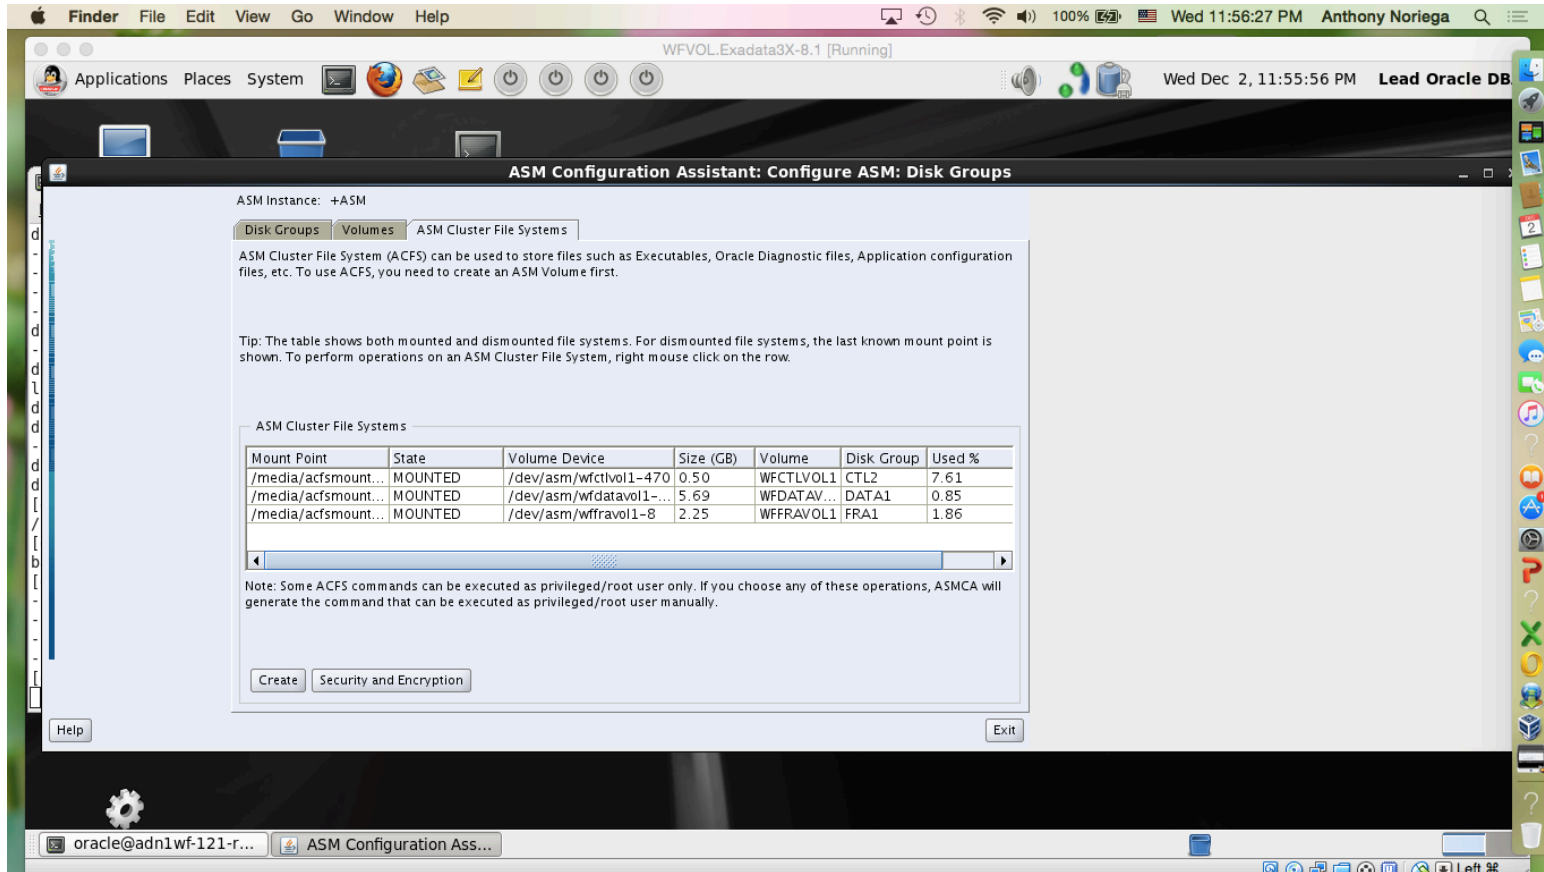 Finder File Edit View Go Window Help 100% Wed 11:56:27 PM Anthony Noriega
WFVOL.Exadata3X-8.1 [Running]
Applications Places System Wed Dec 2, 11:55:56 PM Lead Oracle DB
ASM Configuration Assistant: Configure ASM: Disk Groups
ASM Instance: +ASM
Disk Groups Volumes ASM Cluster File Systems
ASM Cluster File System (ACFS) can be used to store files such as Executables, Oracle Diagnostic files, Application configuration
files, etc. To use ACFS, you need to create an ASM Volume first.
Tip: The table shows both mounted and dismounted file systems. For dismounted file systems, the last known mount point is
shown. To perform operations on an ASM Cluster File System, right mouse click on the row.
ASM Cluster File Systems
Mount Point State Volume Device Size (GB) Volume Disk Group Used %
/media/acfsmount... MOUNTED /dev/asm/wfctlvol1-470 0.50 WFCTLVOL1 CTL2 7.61
/media/acfsmount... MOUNTED /dev/asm/wfdatavol1-... 5.69 WFDATAV... DATA1 0.85
/media/acfsmount... MOUNTED /dev/asm/wffravol1-8 2.25 WFFRAVOL1 FRA1 1.86
Note: Some ACFS commands can be executed as privileged/root user only. If you choose any of these operations, ASMCA will
generate the command that can be executed as privileged/root user manually.
Create Security and Encryption
Help Exit
oracle@adn1wf-121-r... ASM Configuration Ass...
Left ⌘